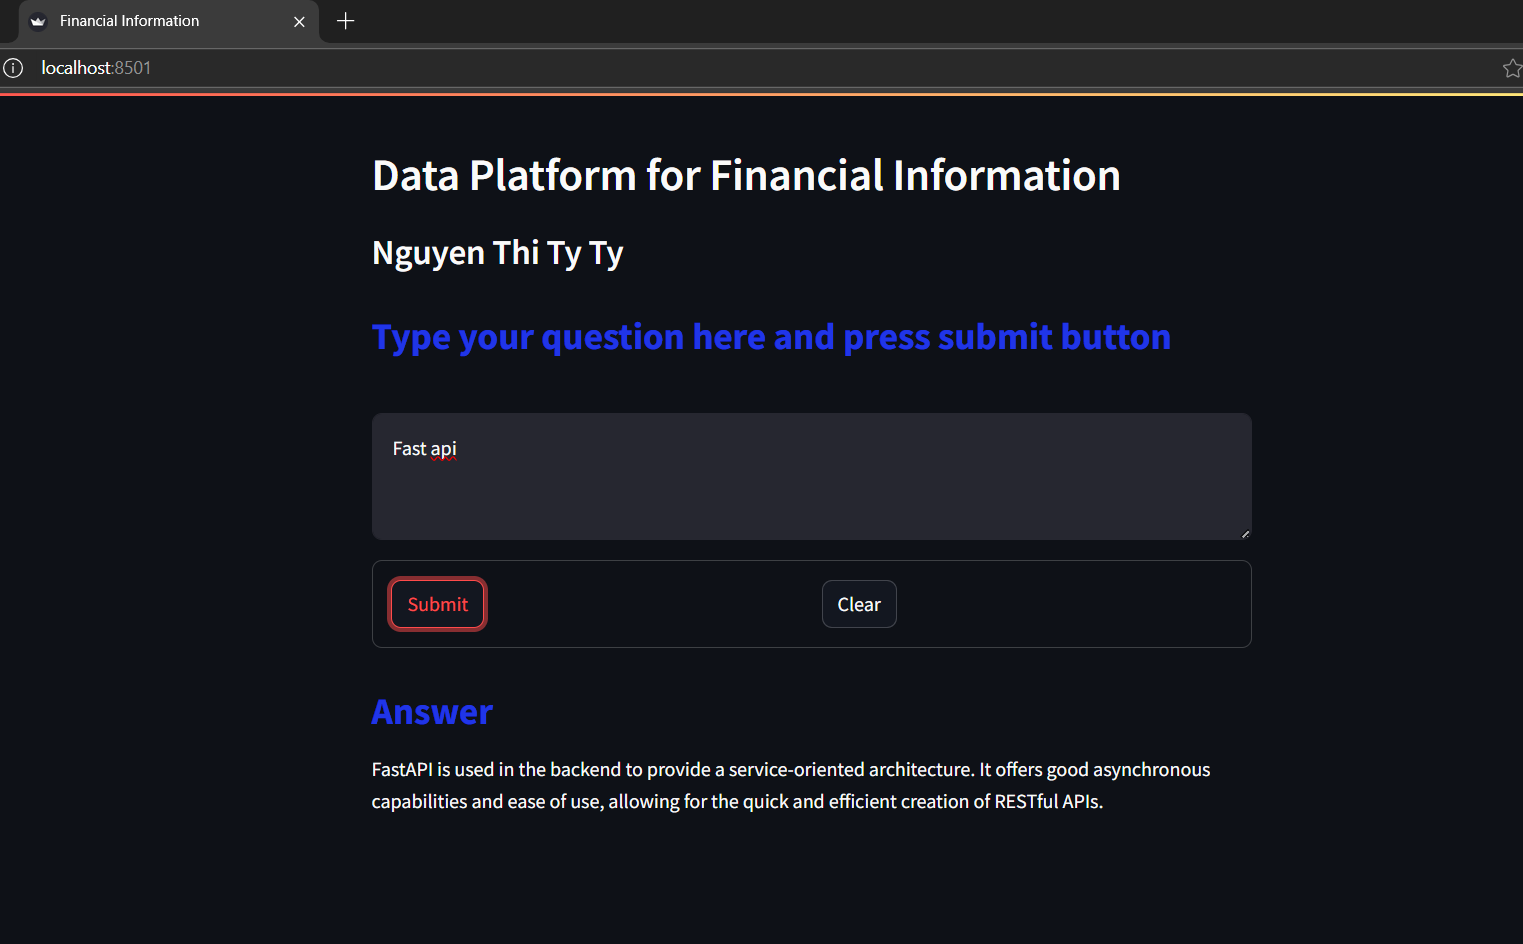 Financial Information
localhost:8501
Data Platform for Financial Information
Nguyen Thi Ty Ty
Type your question here and press submit button
Fast api
Submit
Clear
Answer
FastAPI is used in the backend to provide a service-oriented architecture. It offers good asynchronous
capabilities and ease of use, allowing for the quick and efficient creation of RESTful APIs.